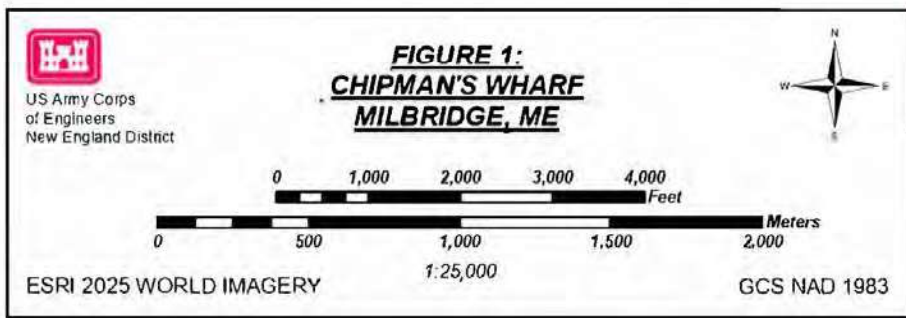 US Army Corps
of Engineers
New England District
FIGURE 1:
CHIPMAN'S WHARF
MILBRIDGE, ME
N
W E
S
0 1,000 2,000 3,000 4,000
Feet
Meters
0 500 1,000 1,500 2,000
1:25,000
ESRI 2025 WORLD IMAGERY
GCS NAD 1983